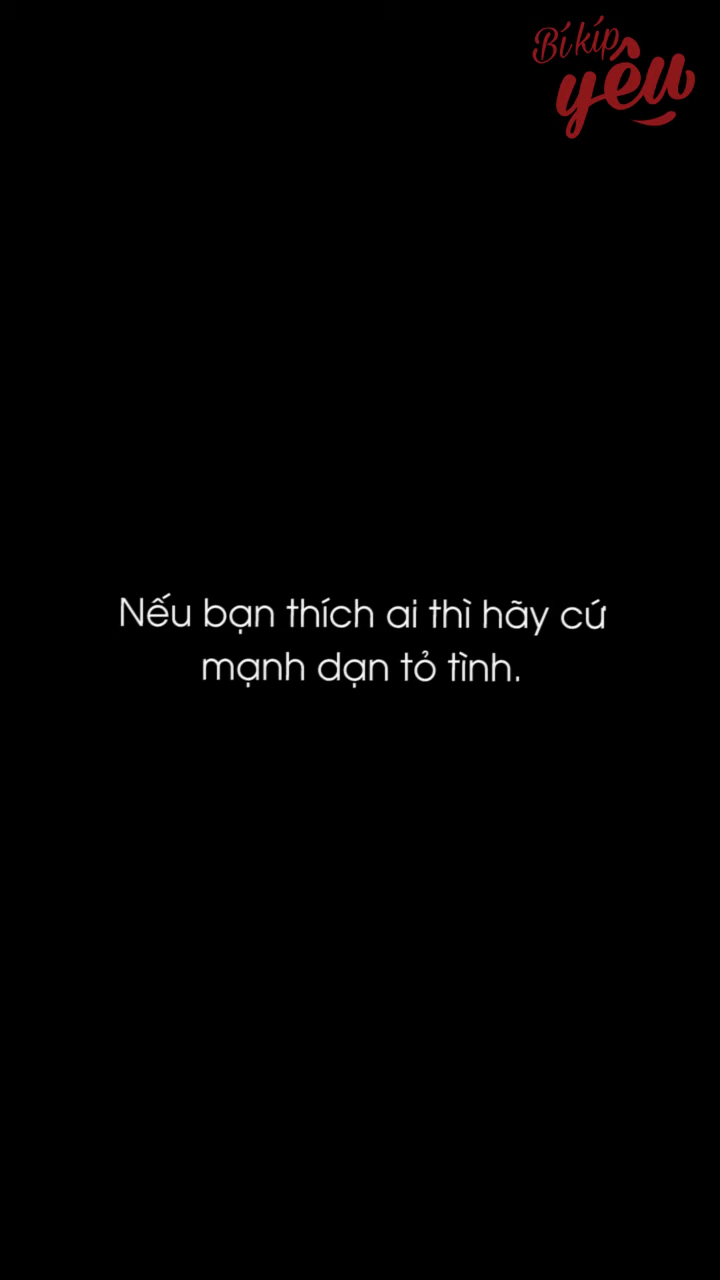 Bí kíp
yêu
Nếu bạn thích ai thì hãy cứ
mạnh dạn tỏ tình.